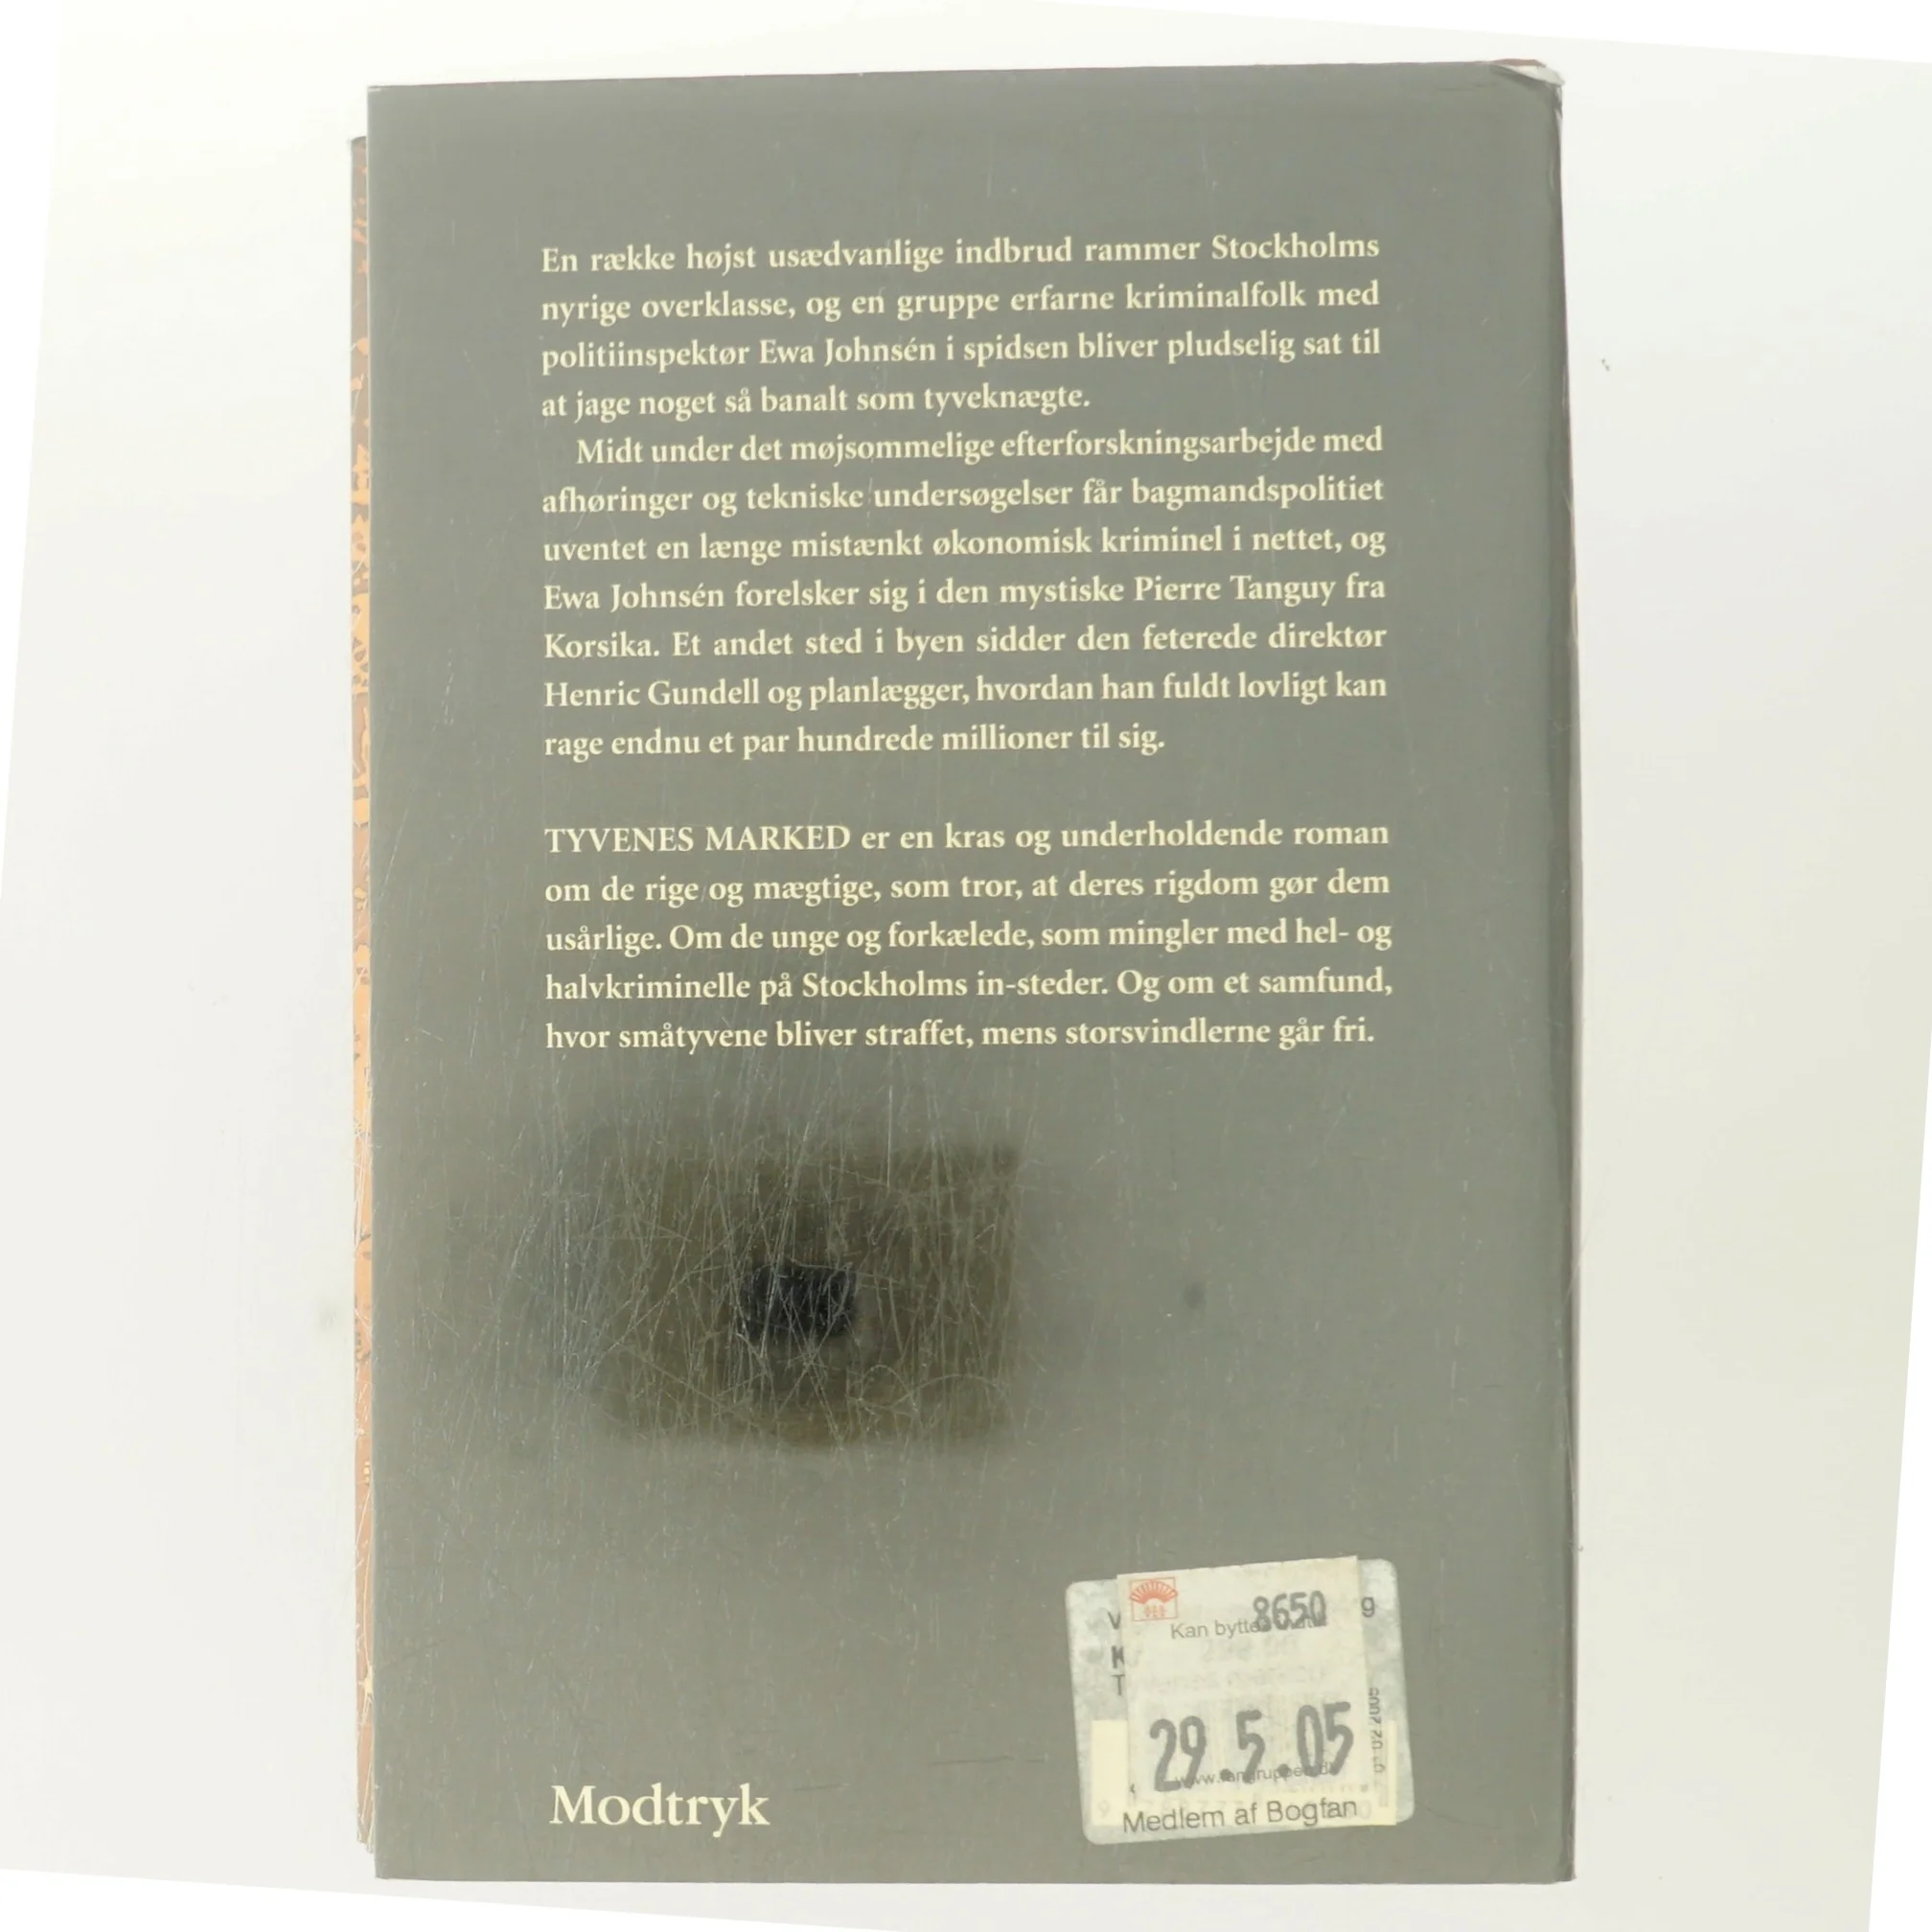 En række højst usædvanlige indbrud rammer Stockholms
nyrige overklasse, og en gruppe erfarne kriminalfolk med
politiinspektør Ewa Johnsén i spidsen bliver pludselig sat til
at jage noget så banalt som tyveknægte.
Midt under det møjsommelige efterforskningsarbejde med
afhøringer og tekniske undersøgelser får bagmandspolitiet
uventet en længe mistænkt økonomisk kriminel i nettet, og
Ewa Johnsén forelsker sig i den mystiske Pierre Tanguy fra
Korsika. Et andet sted i byen sidder den feterede direktør
Henric Gundell og planlægger, hvordan han fuldt lovligt kan
rage endnu et par hundrede millioner til sig.
TYVENES MARKED er en kras og underholdende roman
om de rige og mægtige, som tror, at deres rigdom gør dem
usårlige. Om de unge og forkælede, som mingler med hel- og
halvkriminelle på Stockholms in-steder. Og om et samfund,
hvor småtyvene bliver straffet, mens storsvindlerne går fri.
8650
Kan
29.5.05
Medlem af Bogfan
Modtryk